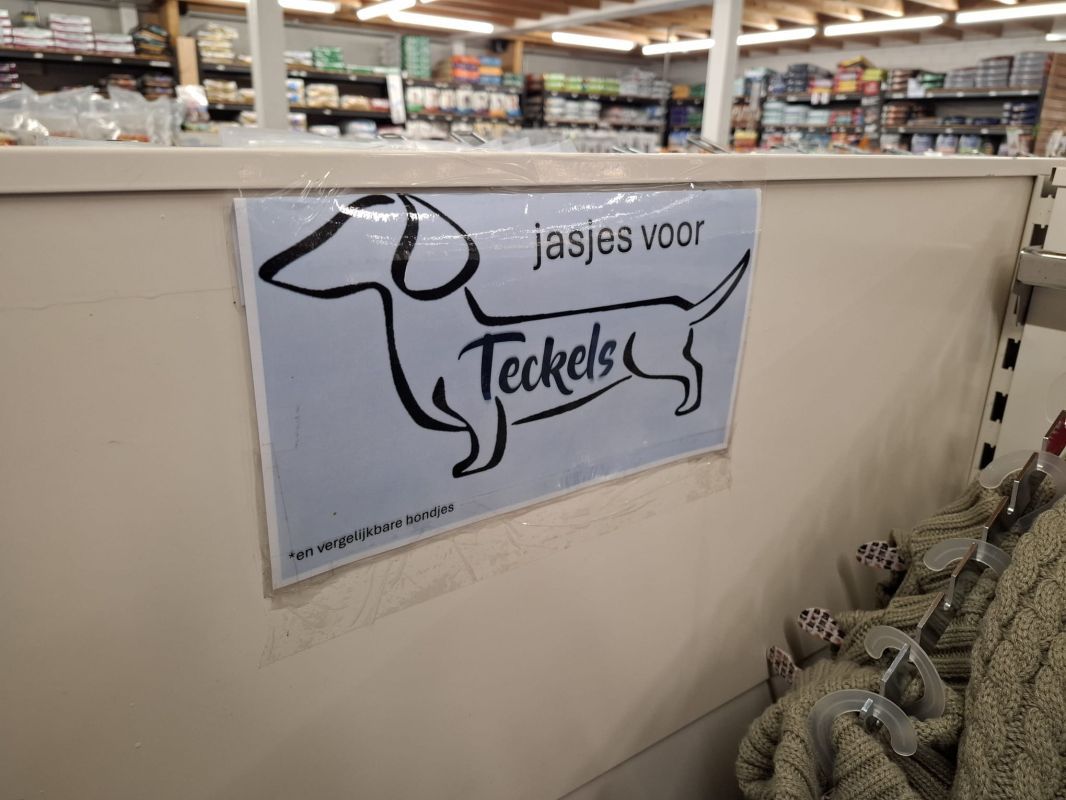 jasjes voor
Teckels
*en vergelijkbare hondjes